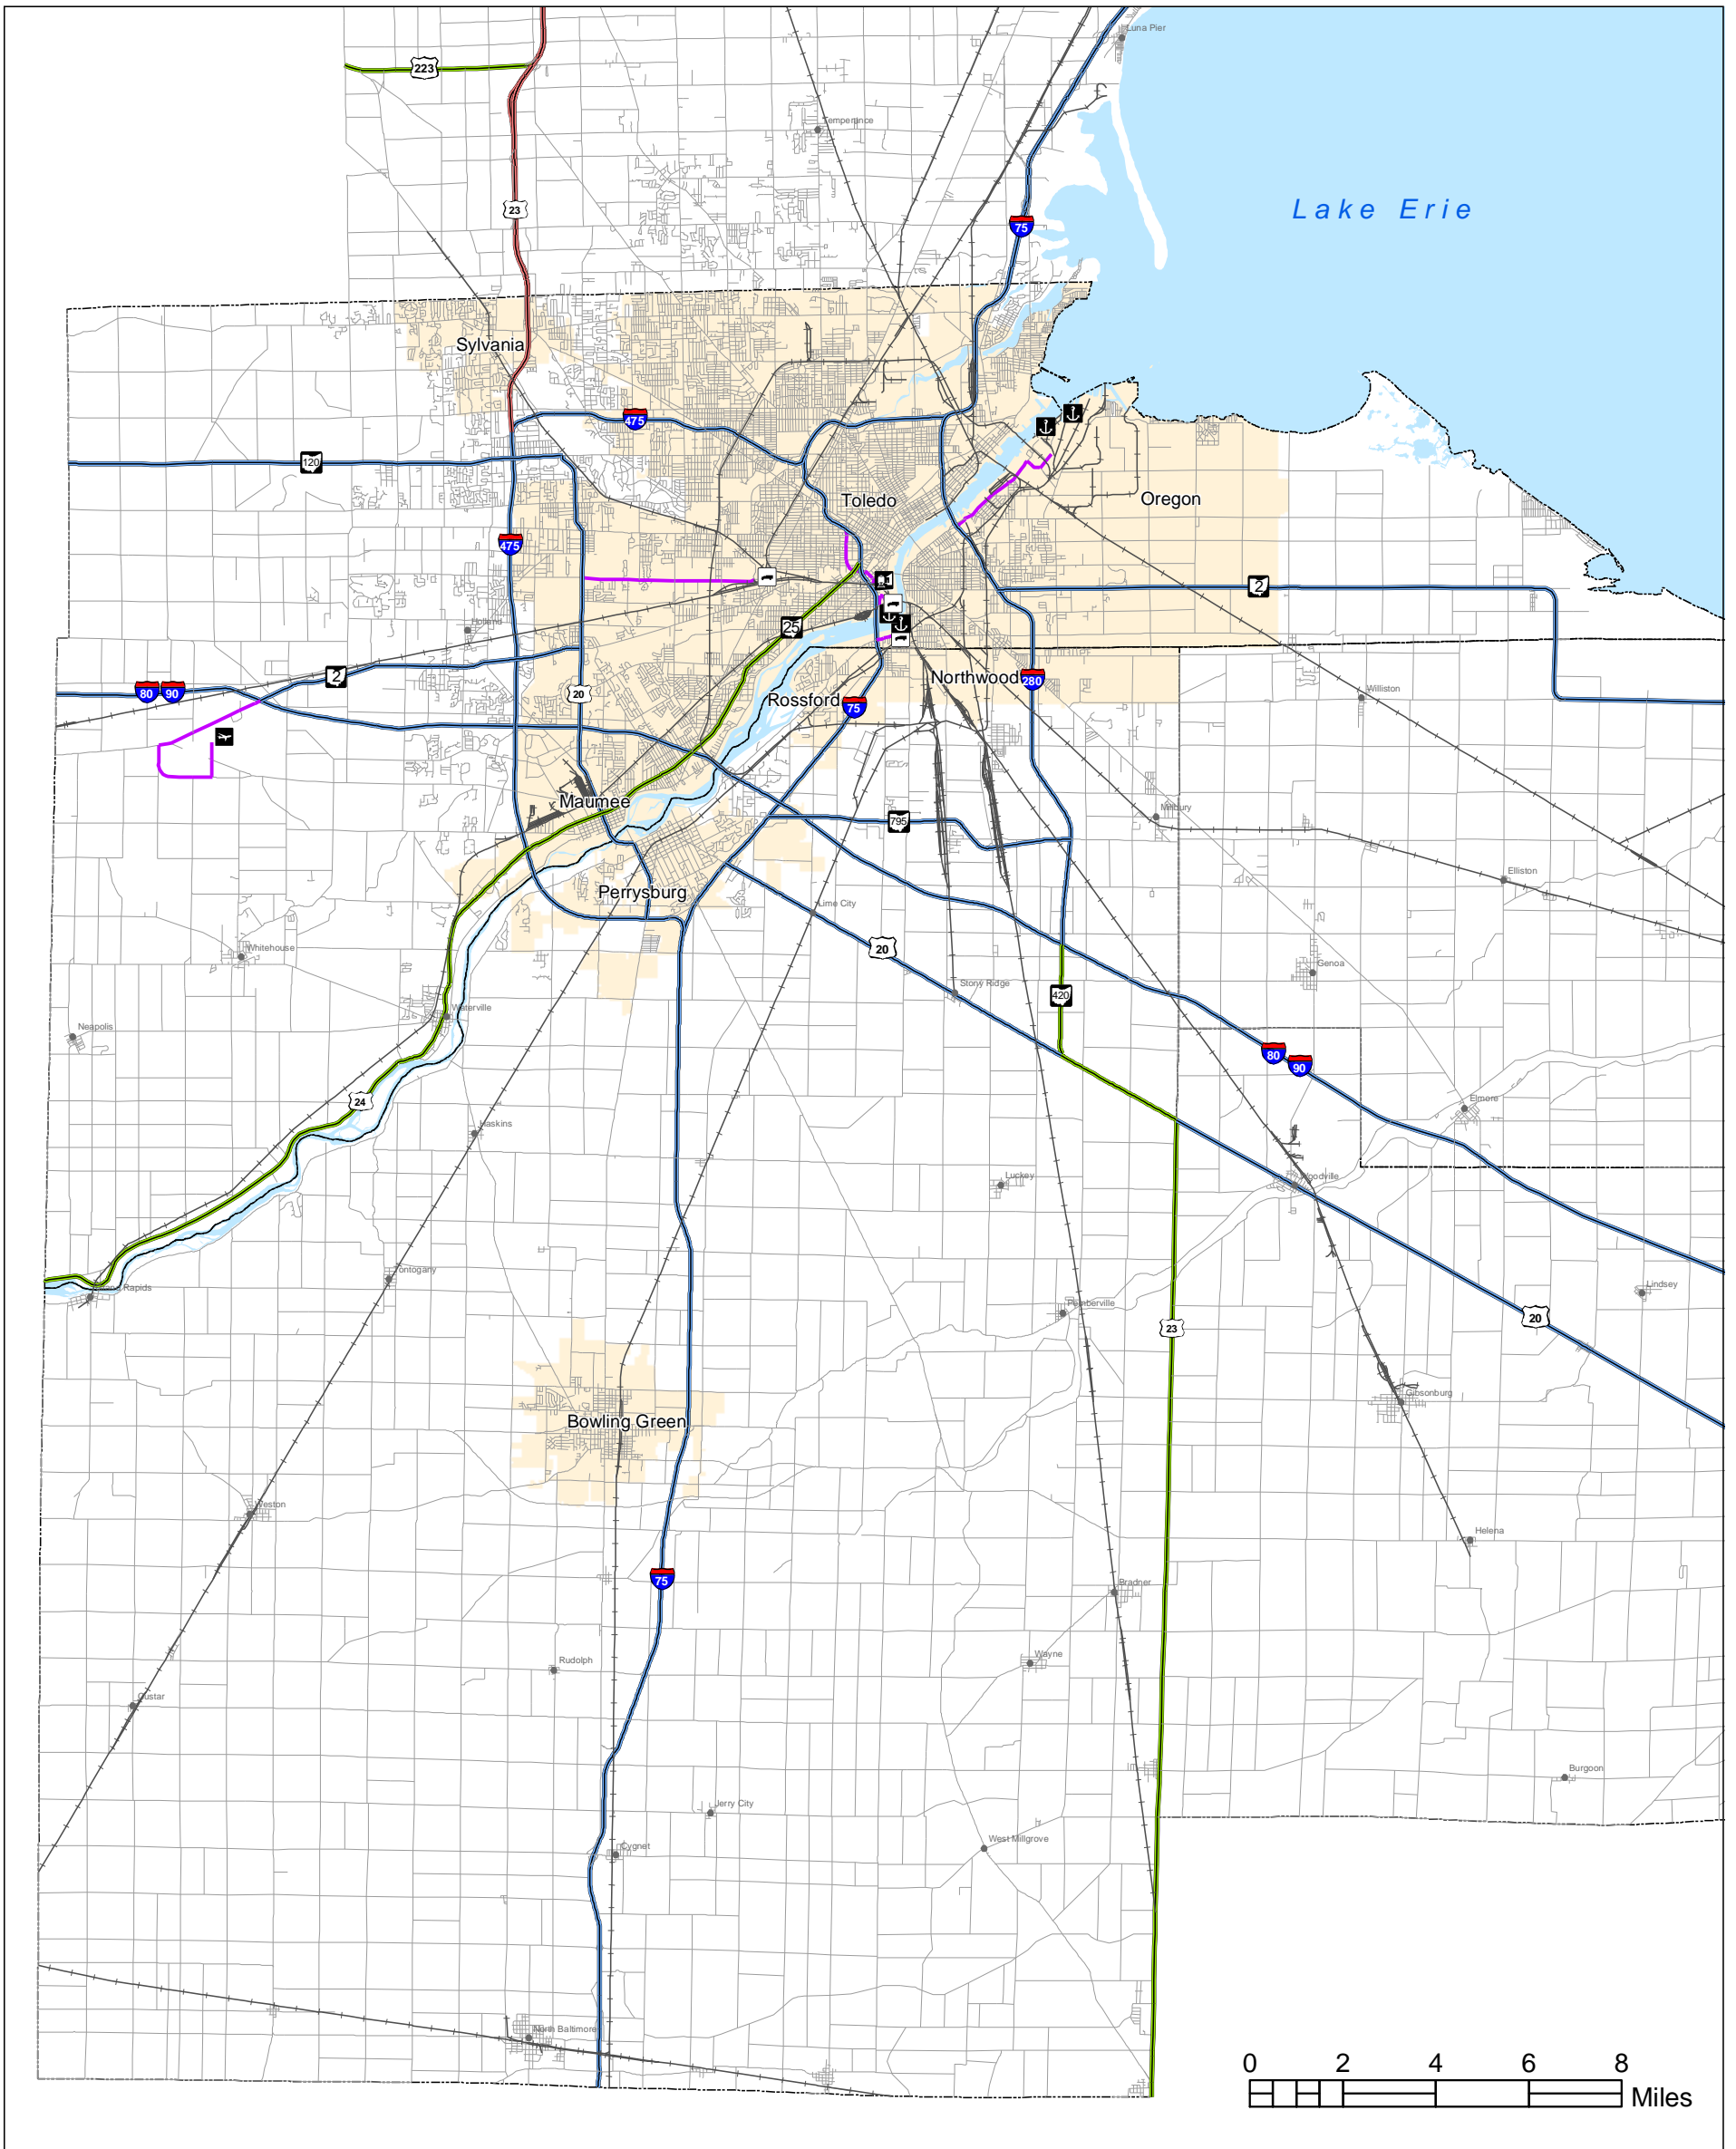 Luna Pier
223
Temperance
23
Lake Erie
75
Sylvania
475
120
Toledo
Oregon
475
2
Holland
25
2
Northwood
280
80
90
20
Rossford
75
Williston
Maumee
Millbury
795
Elliston
Perrysburg
Lime City
20
Whitehouse
Genoa
Stony Ridge
420
Waterville
Neapolis
80
90
24
Elmore
Haskins
Luckey
Woodville
Tontogany
Rapids
Lindsey
Pemberville
23
20
Gibsonburg
Bowling Green
Weston
Helena
75
Bradner
Rudolph
Wayne
Custar
Burgoon
Jerry City
West Millgrove
Cygnet
North Baltimore
0 2 4 6 8
Miles